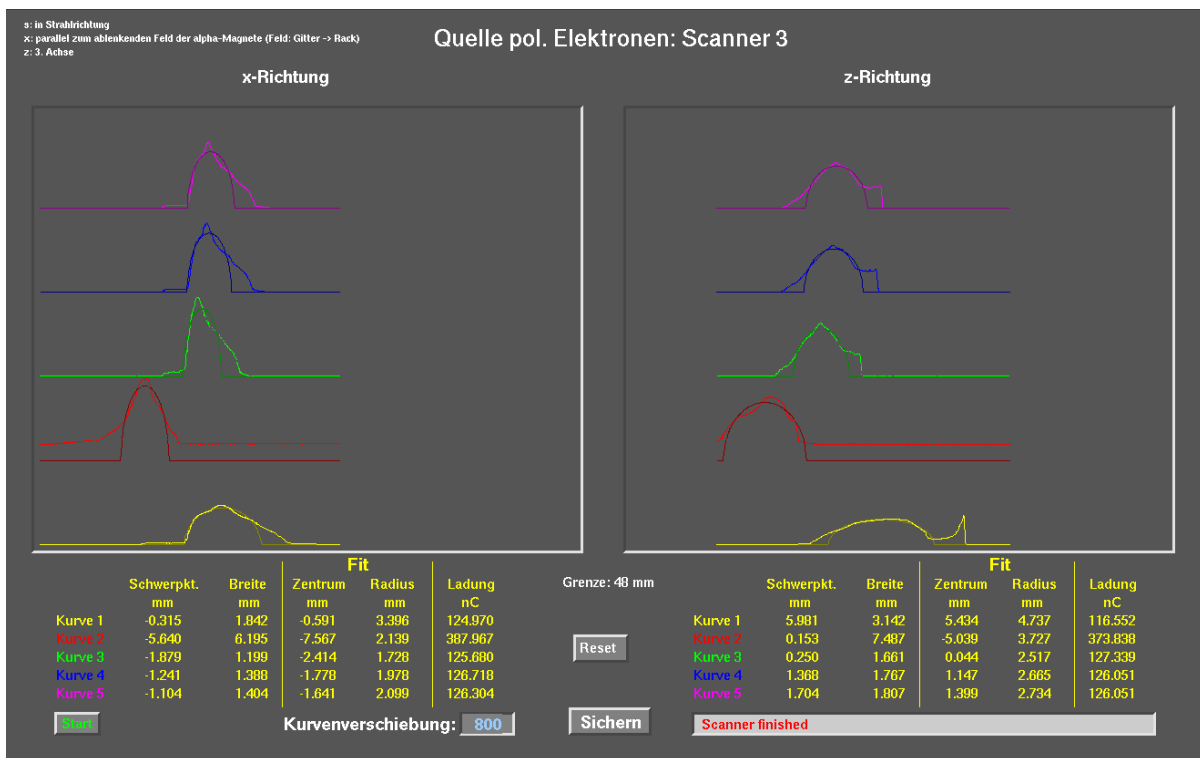 s: in Strahlrichtung
x: parallel zum ablenkenden Feld der alpha-Magnete (Feld: Gitter -> Rack)
z: 3. Achse
Quelle pol. Elektronen: Scanner 3
x-Richtung
z-Richtung
Fit
Schwerpkt. Breite Zentrum Radius Ladung
mm mm mm mm nC
Kurve 1 -0.315 1.842 -0.591 3.396 124.970
Kurve 2 -5.640 6.195 -7.567 2.139 387.967
Kurve 3 -1.879 1.199 -2.414 1.728 125.680
Kurve 4 -1.241 1.388 -1.778 1.978 126.718
Kurve 5 -1.104 1.404 -1.641 2.099 126.304
Grenze: 48 mm
Reset
Fit
Schwerpkt. Breite Zentrum Radius Ladung
mm mm mm mm nC
Kurve 1 5.981 3.142 5.434 4.737 116.552
Kurve 2 0.153 7.487 -5.039 3.727 373.838
Kurve 3 0.250 1.661 0.044 2.517 127.339
Kurve 4 1.368 1.767 1.147 2.665 126.051
Kurve 5 1.704 1.807 1.399 2.734 126.051
Start
Kurvenverschiebung: 800
Sichern
Scanner finished